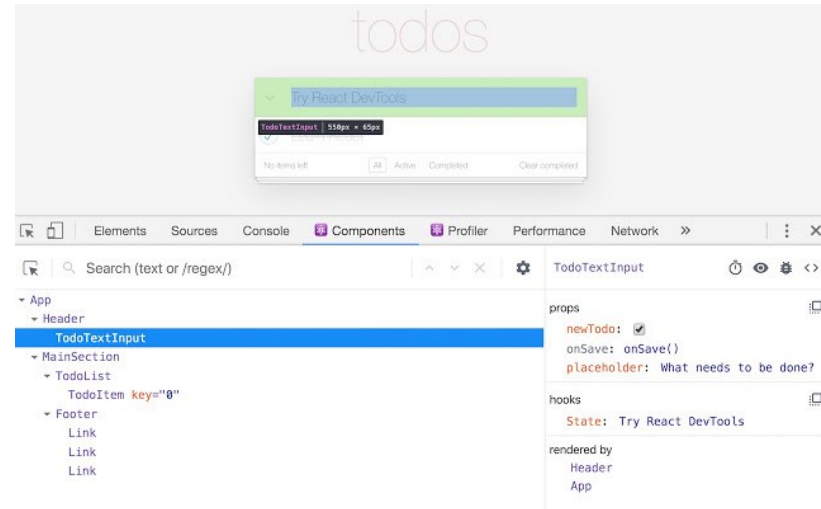 todos
Try React DevTools
TodoTextInput | 550px × 65px
No items left All Active Completed Clear completed
Elements Sources Console Components Profiler Performance Network »
Search (text or /regex/)
TodoTextInput
App
Header
TodoTextInput
MainSection
TodoList
TodoItem key="0"
Footer
Link
Link
Link
props
newTodo:
onSave: onSave()
placeholder: What needs to be done?
hooks
State: Try React DevTools
rendered by
Header
App